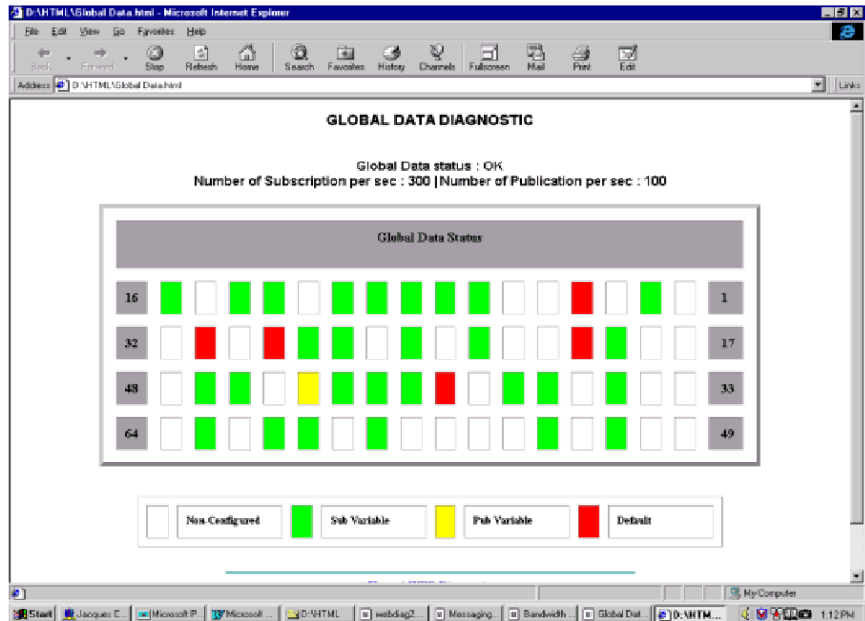 D:\HTML\Global Data.html - Microsoft Internet Explorer
File Edit View Go Favorites Help
Back Forward Stop Refresh Home Search Favorites History Channels Fullscreen Mail Print Edit
Address D:\HTML\Global Data.html Links
GLOBAL DATA DIAGNOSTIC
Global Data status : OK
Number of Subscription per sec : 300 | Number of Publication per sec : 100
Global Data Status
16 1
32 17
48 33
64 49
Non-Configured Sub Variable Pub Variable Default
My Computer
Start Jacques E... Microsoft P... Microsoft ... D:\HTML webdiag2... Messaging... Bandwidth ... Global Dat... D:\HTM... 1:12 PM